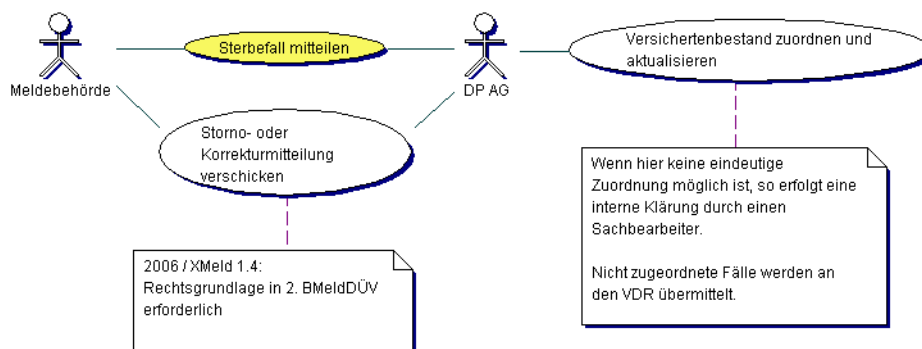 Sterbefall mitteilen
Versichertenbestand zuordnen und
aktualisieren
Meldebehörde
DP AG
Storno- oder
Korrekturmitteilung
verschicken
Wenn hier keine eindeutige
Zuordnung möglich ist, so erfolgt eine
interne Klärung durch einen
Sachbearbeiter.
Nicht zugeordnete Fälle werden an
den VDR übermittelt.
2006 / XMeld 1.4:
Rechtsgrundlage in 2. BMeldDÜV
erforderlich